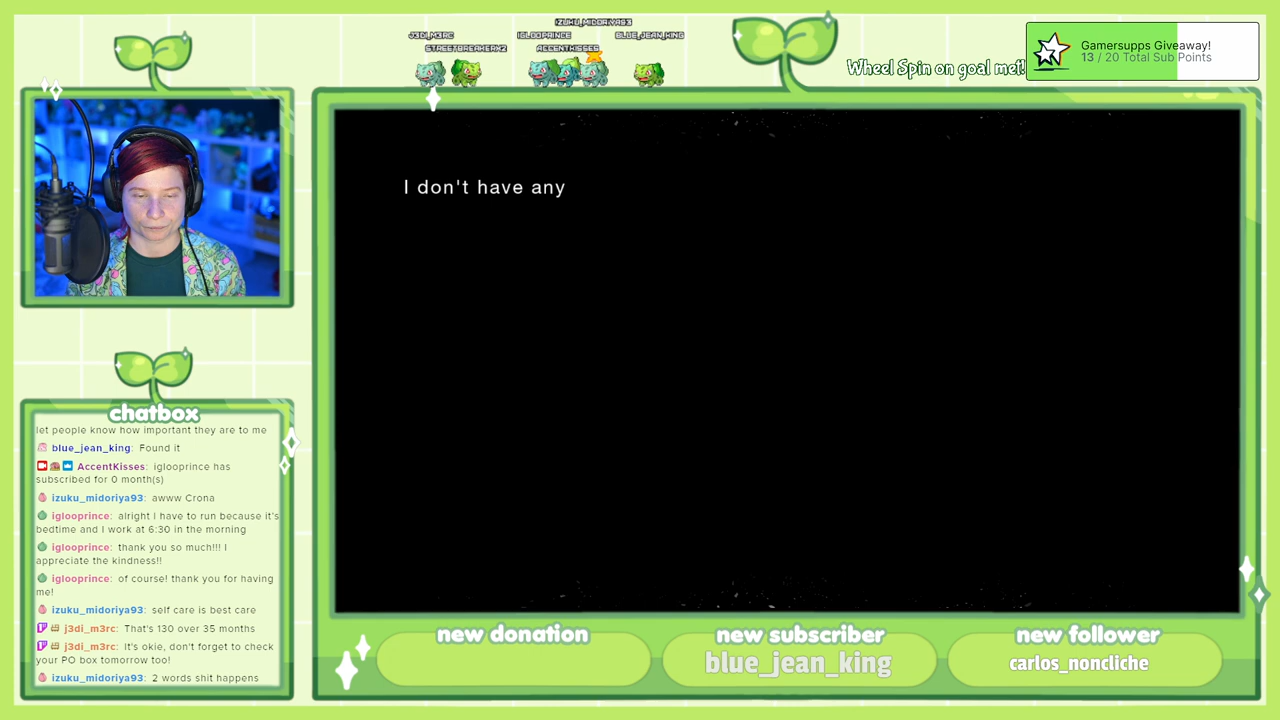 IZUKU_MIDORIYA93
J3DI_M3RC
IGLOOPRINCE
BLUE_JEAN_KING
STREETBREAKERX2
ACCENTKISSES
Wheel Spin on goal met!
Gamersupps Giveaway!
13 / 20 Total Sub Points
I don't have any
chatbox
let people know how important they are to me
blue_jean_king: Found it
AccentKisses: iglooprince has
subscribed for 0 month(s)
izuku_midoriya93: awww Crona
iglooprince: alright I have to run because it's
bedtime and I work at 6:30 in the morning
iglooprince: thank you so much!!! I
appreciate the kindness!!
iglooprince: of course! thank you for having
me!
izuku_midoriya93: self care is best care
j3di_m3rc: That's 130 over 35 months
j3di_m3rc: It's okie, don't forget to check
your PO box tomorrow too!
izuku_midoriya93: 2 words shit happens
new donation
new subscriber
blue_jean_king
new follower
carlos_noncliche